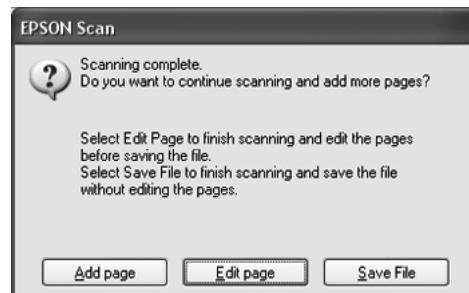 EPSON Scan
Scanning complete.
Do you want to continue scanning and add more pages?
Select Edit Page to finish scanning and edit the pages
before saving the file.
Select Save File to finish scanning and save the file
without editing the pages.
Add page Edit page Save File